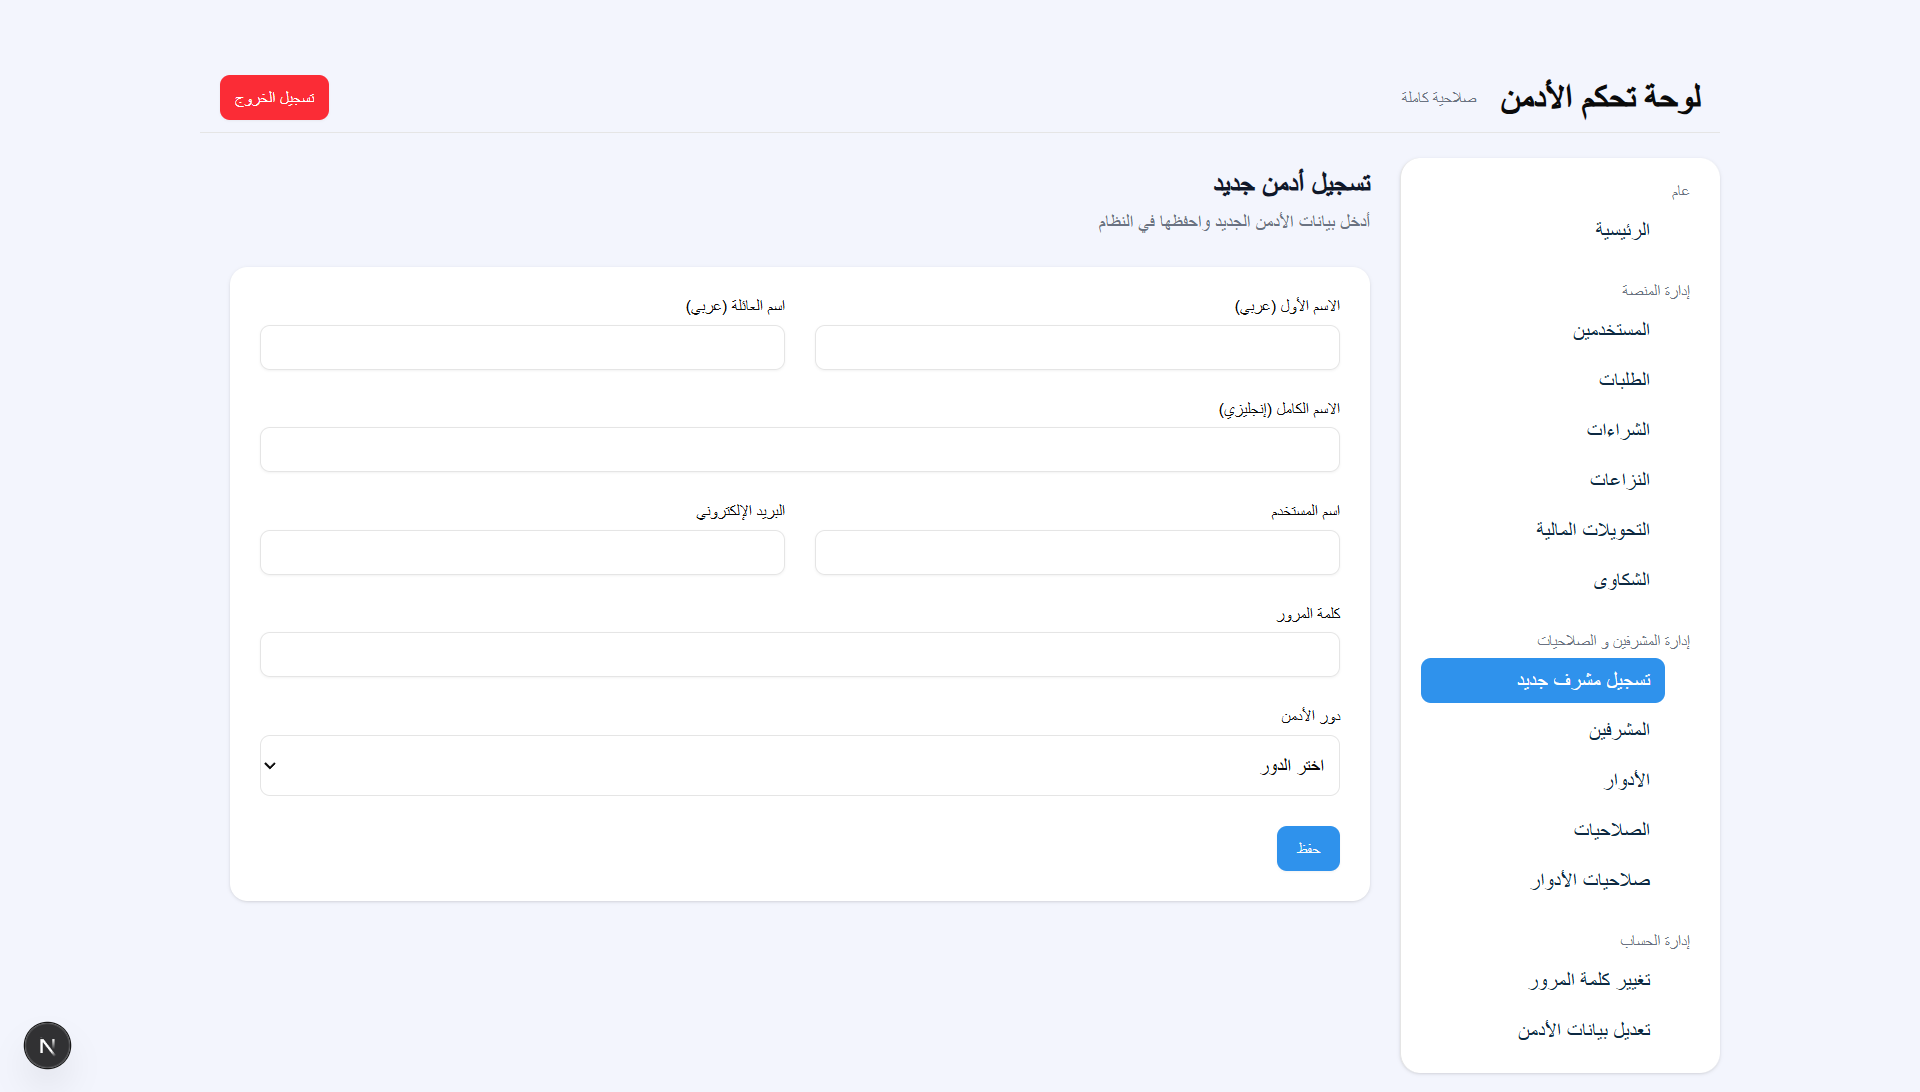 لوحة تحكم الأدمن
صلاحية كاملة
تسجيل الخروج
عام
الرئيسية
إدارة المنصة
المستخدمين
الطلبات
الشراءات
النزاعات
التحويلات المالية
الشكاوى
إدارة المشرفين و الصلاحيات
تسجيل مشرف جديد
المشرفين
الأدوار
الصلاحيات
صلاحيات الأدوار
إدارة الحساب
تغيير كلمة المرور
تعديل بيانات الأدمن
تسجيل أدمن جديد
أدخل بيانات الأدمن الجديد واحفظها في النظام
الاسم الأول (عربي)
اسم العائلة (عربي)
الاسم الكامل (إنجليزي)
اسم المستخدم
البريد الإلكتروني
كلمة المرور
دور الأدمن
اختر الدور
حفظ
N